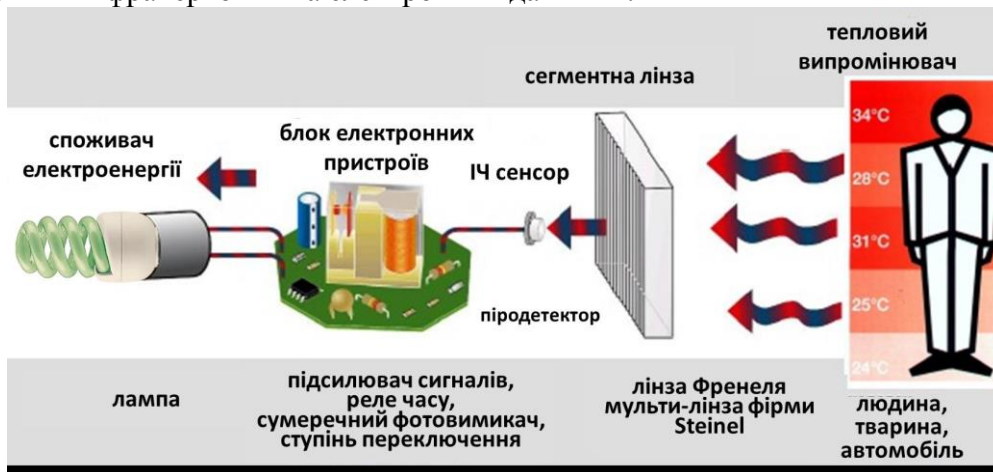 тепловий
випромінювач
сегментна лінза
споживач
електроенергії
блок електронних
пристроїв
ІЧ сенсор
34°C
28°C
31°C
25°C
24°C
піродетектор
лампа
підсилювач сигналів,
реле часу,
сумеречний фотовимикач,
ступінь переключення
лінза Френеля
мульти-лінза фірми
Steinel
людина,
тварина,
автомобіль